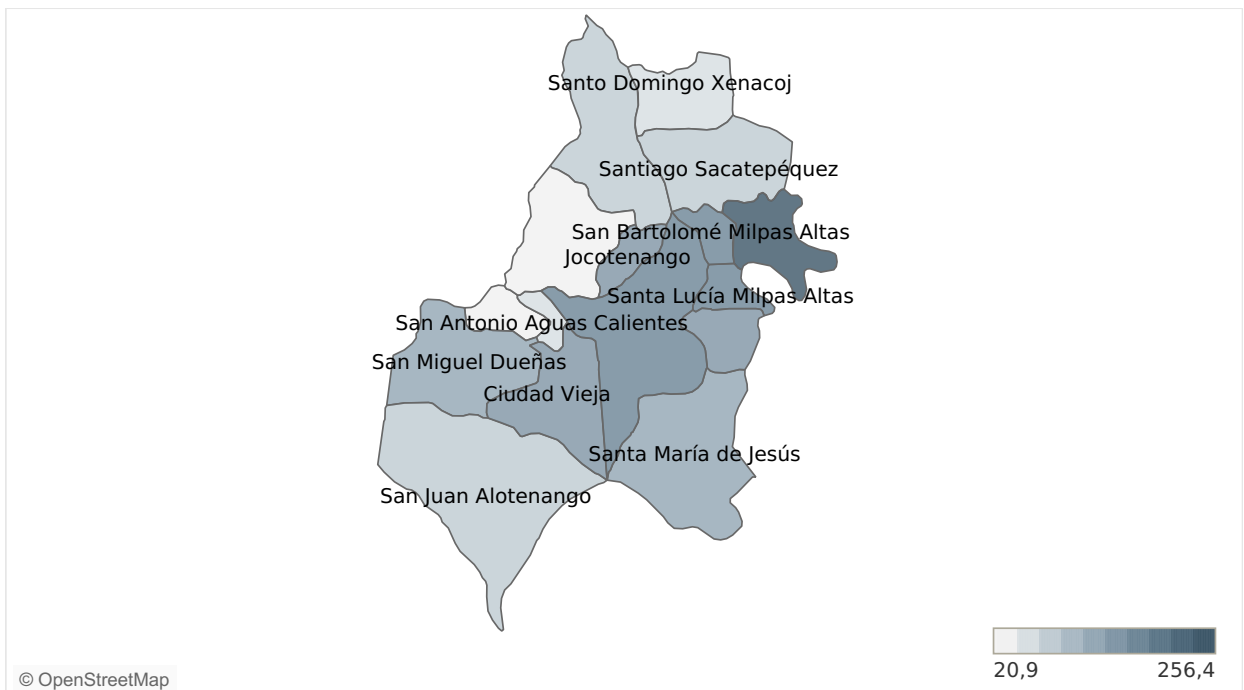 Santo Domingo Xenacoj
Santiago Sacatepéquez
San Bartolomé Milpas Altas
Jocotenango
Santa Lucía Milpas Altas
San Antonio Aguas Calientes
San Miguel Dueñas
Ciudad Vieja
Santa María de Jesús
San Juan Alotenango
20,9
256,4
© OpenStreetMap